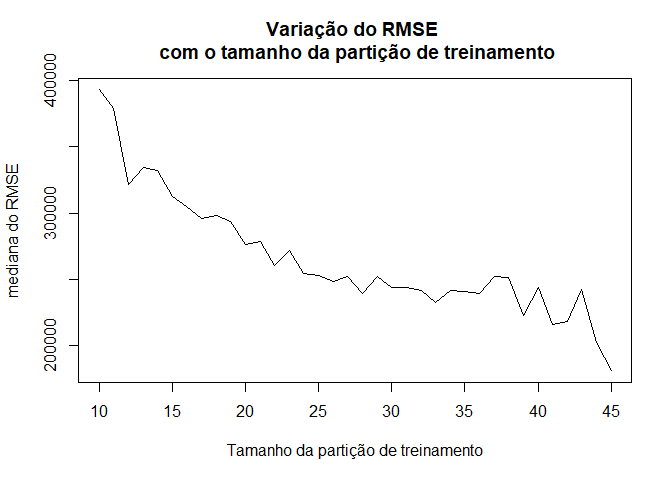 Variação do RMSE
com o tamanho da partição de treinamento
mediana do RMSE
400000
300000
200000
10 15 20 25 30 35 40 45
Tamanho da partição de treinamento